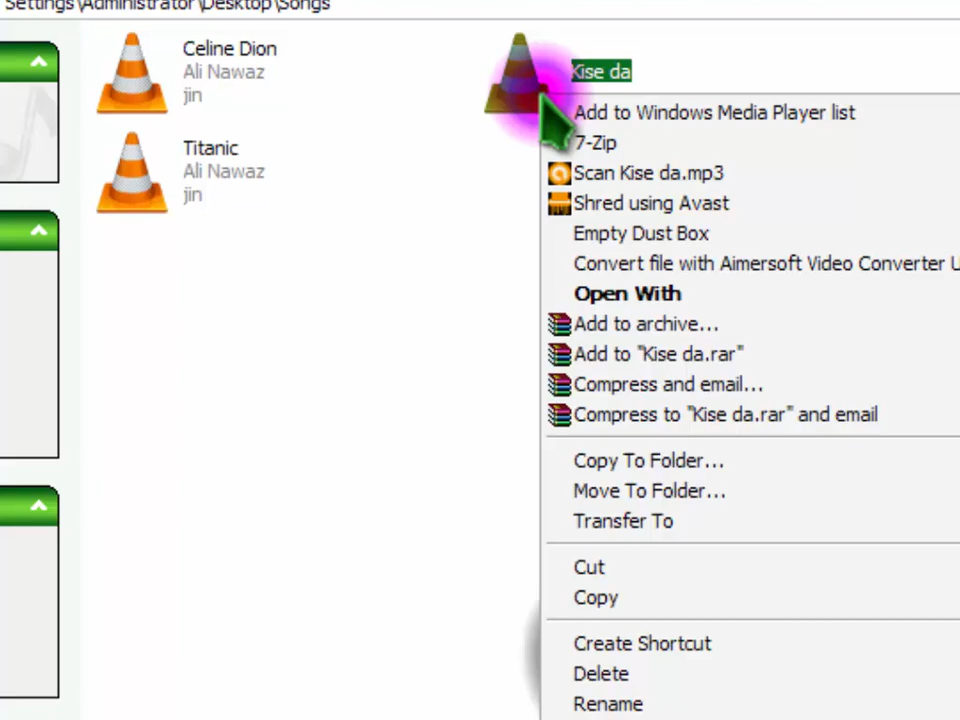 Settings\Administrator\Desktop\Songs
Celine Dion
Ali Nawaz
jin
Titanic
Ali Nawaz
jin
Kise da
Add to Windows Media Player list
7-Zip
Scan Kise da.mp3
Shred using Avast
Empty Dust Box
Convert file with Aimersoft Video Converter U
Open With
Add to archive...
Add to "Kise da.rar"
Compress and email...
Compress to "Kise da.rar" and email
Copy To Folder...
Move To Folder...
Transfer To
Cut
Copy
Create Shortcut
Delete
Rename